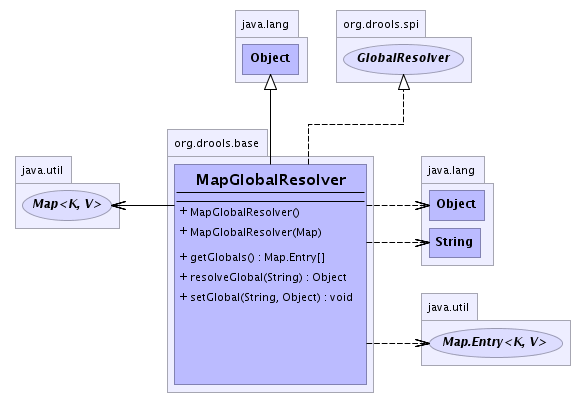 java.lang
Object
org.drools.spi
GlobalResolver
org.drools.base
MapGlobalResolver
+ MapGlobalResolver()
+ MapGlobalResolver(Map)
+ getGlobals() : Map.Entry[]
+ resolveGlobal(String) : Object
+ setGlobal(String, Object) : void
java.util
Map<K, V>
java.lang
Object
String
java.util
Map.Entry<K, V>